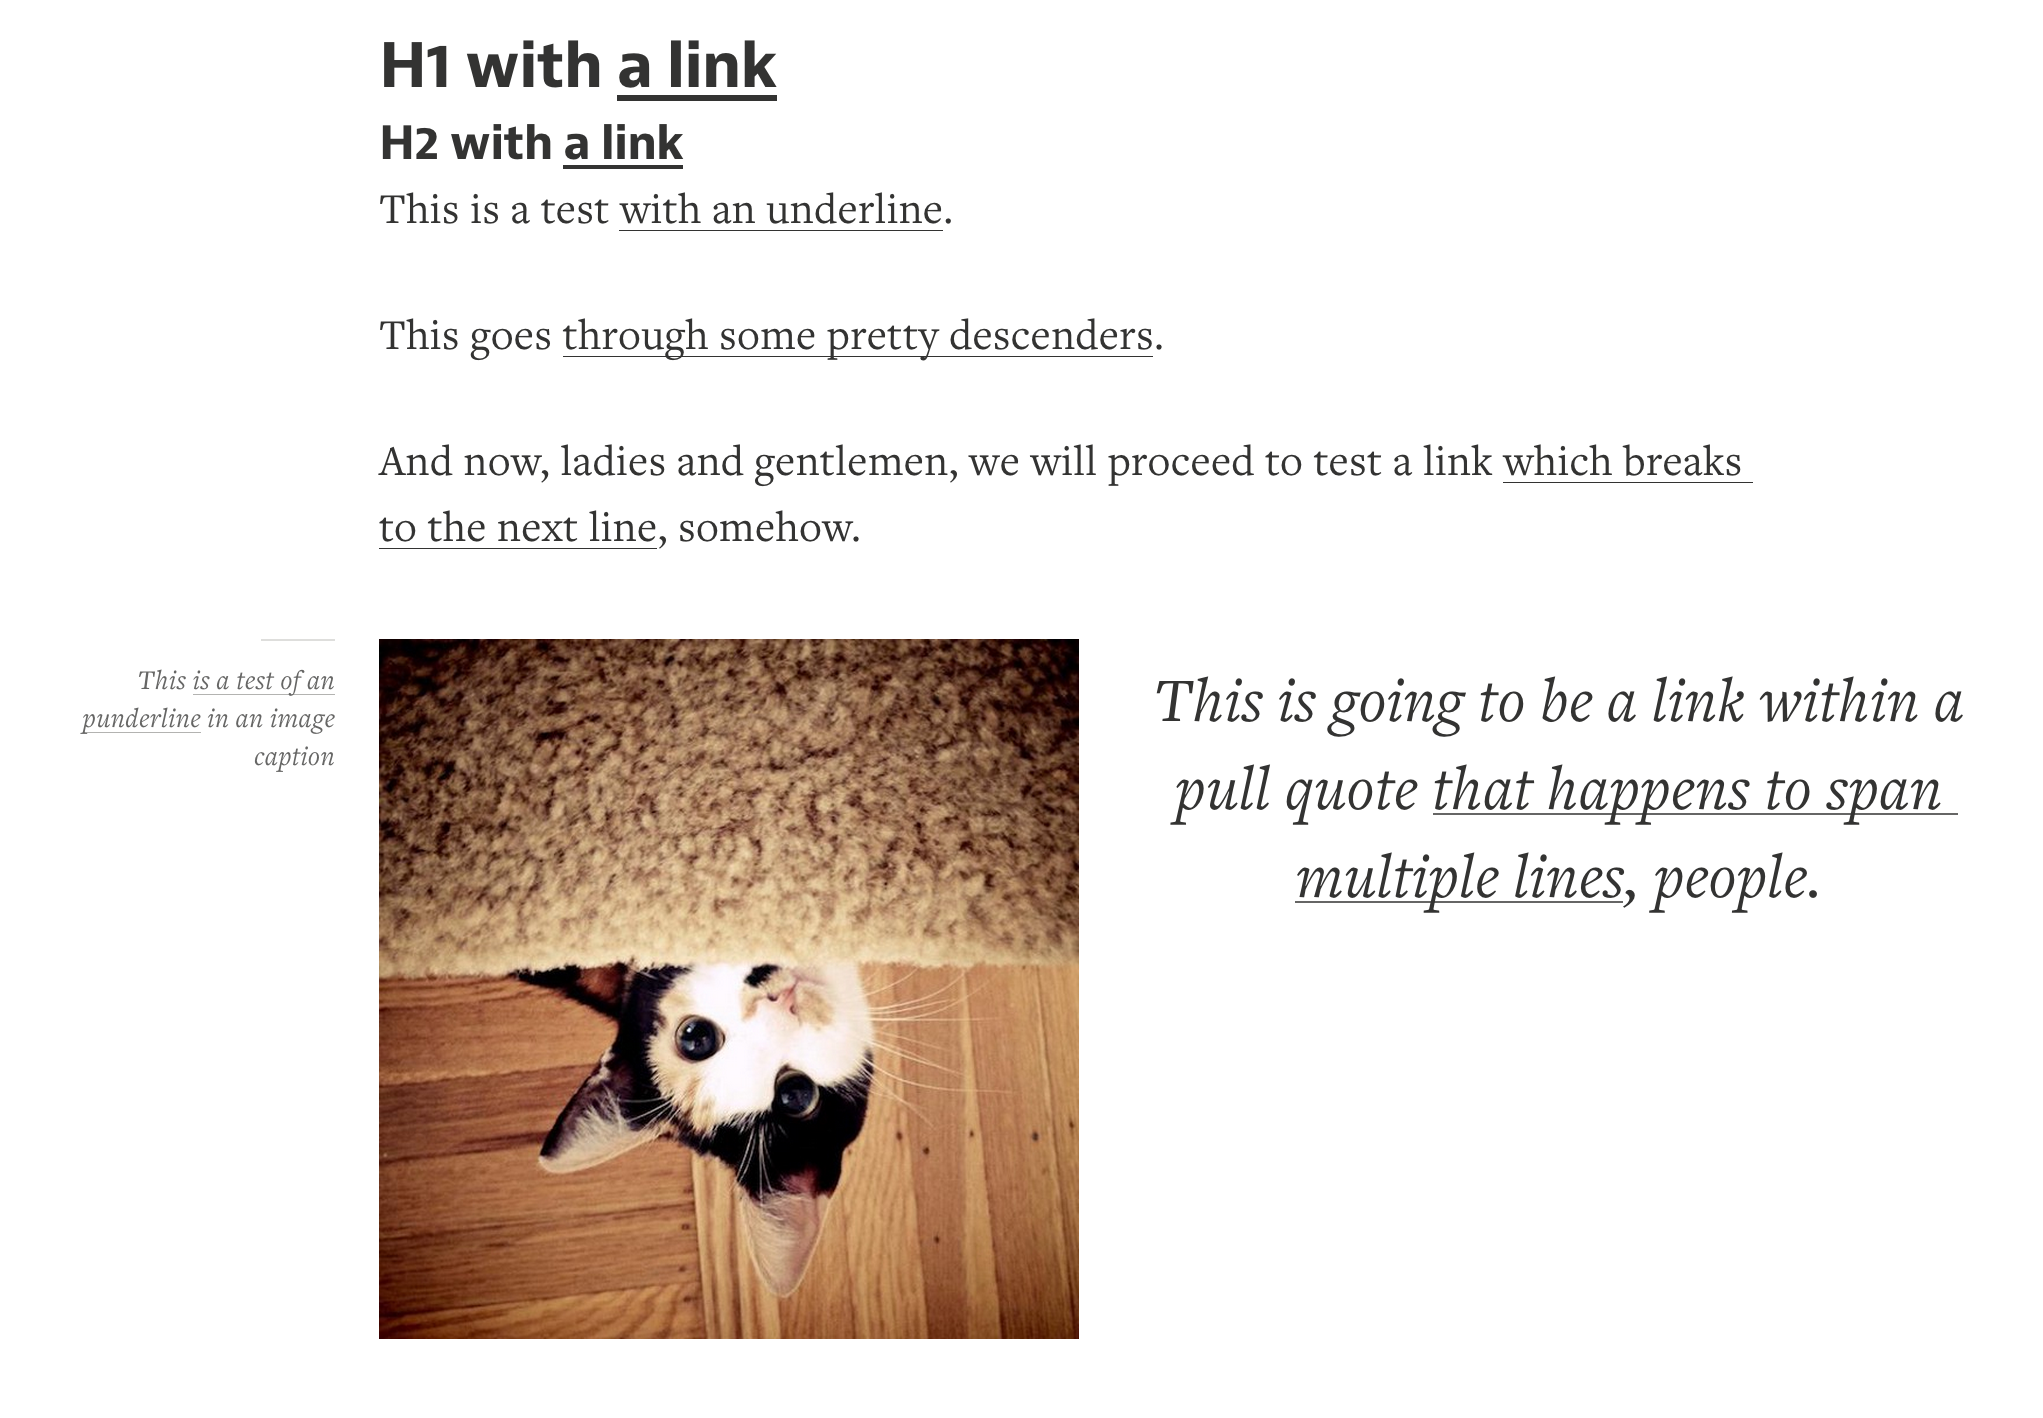 H1 with a link
H2 with a link
This is a test with an underline.
This goes through some pretty descenders.
And now, ladies and gentlemen, we will proceed to test a link which breaks
to the next line, somehow.
This is a test of an
punderline in an image
caption
This is going to be a link within a
pull quote that happens to span
multiple lines, people.